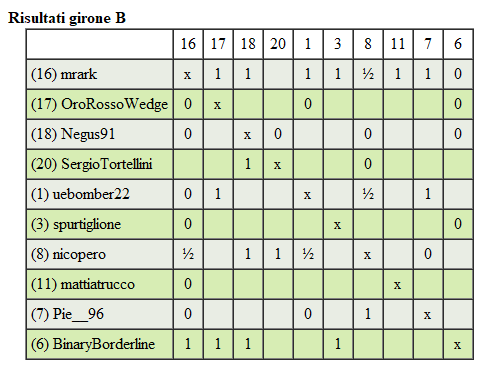 Risultati girone B
16 17 18 20 1 3 8 11 7 6
(16) mrark x 1 1 1 1 ½ 1 1 0
(17) OroRossoWedge 0 x 0 0
(18) Negus91 0 x 0 0 0
(20) SergioTortellini 1 x 0
(1) uebomber22 0 1 x ½ 1
(3) spurtiglione 0 x 0
(8) nicopero ½ 1 1 ½ x 0
(11) mattiatrucco 0 x
(7) Pie__96 0 0 1 x
(6) BinaryBorderline 1 1 1 1 x